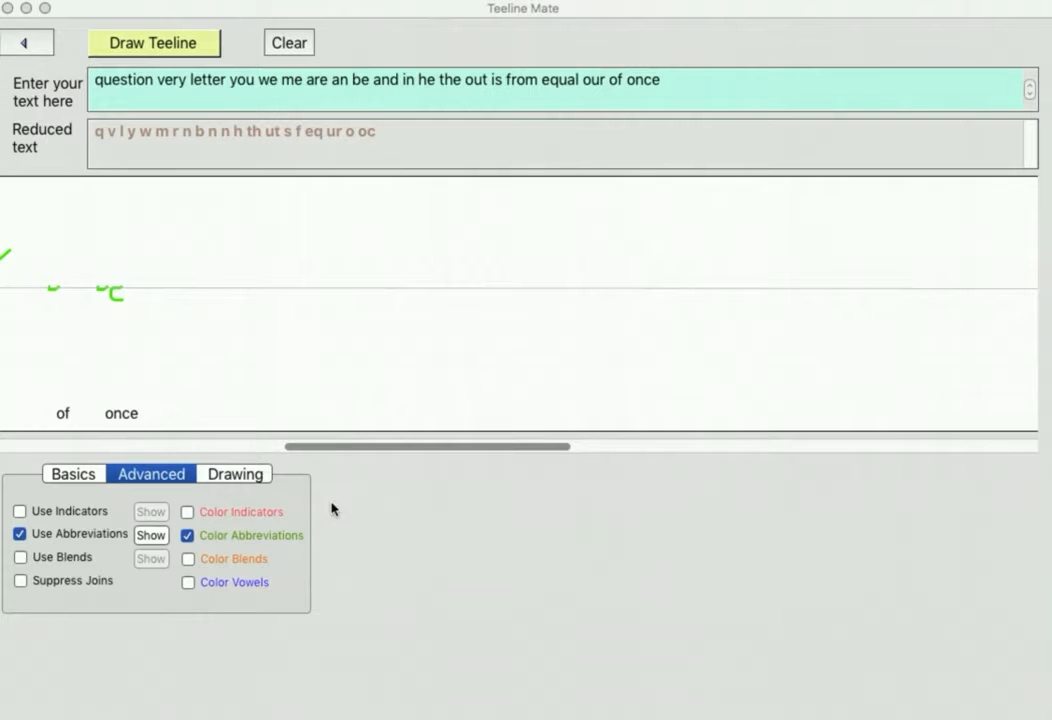 Teeline Mate
Draw Teeline Clear
Enter your text here
question very letter you we me are an be and in he the out is from equal our of once
Reduced text
q v l y w m r n b n n h th ut s f eq ur o oc
of once
Basics Advanced Drawing
Use Indicators Show Color Indicators
Use Abbreviations Show Color Abbreviations
Use Blends Show Color Blends
Suppress Joins Color Vowels